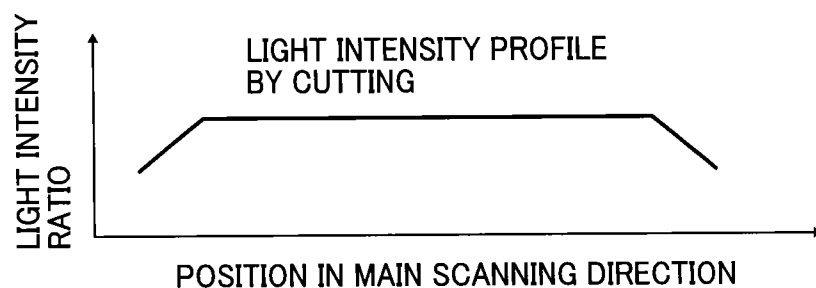 LIGHT INTENSITY PROFILE
BY CUTTING
LIGHT INTENSITY
RATIO
POSITION IN MAIN SCANNING DIRECTION